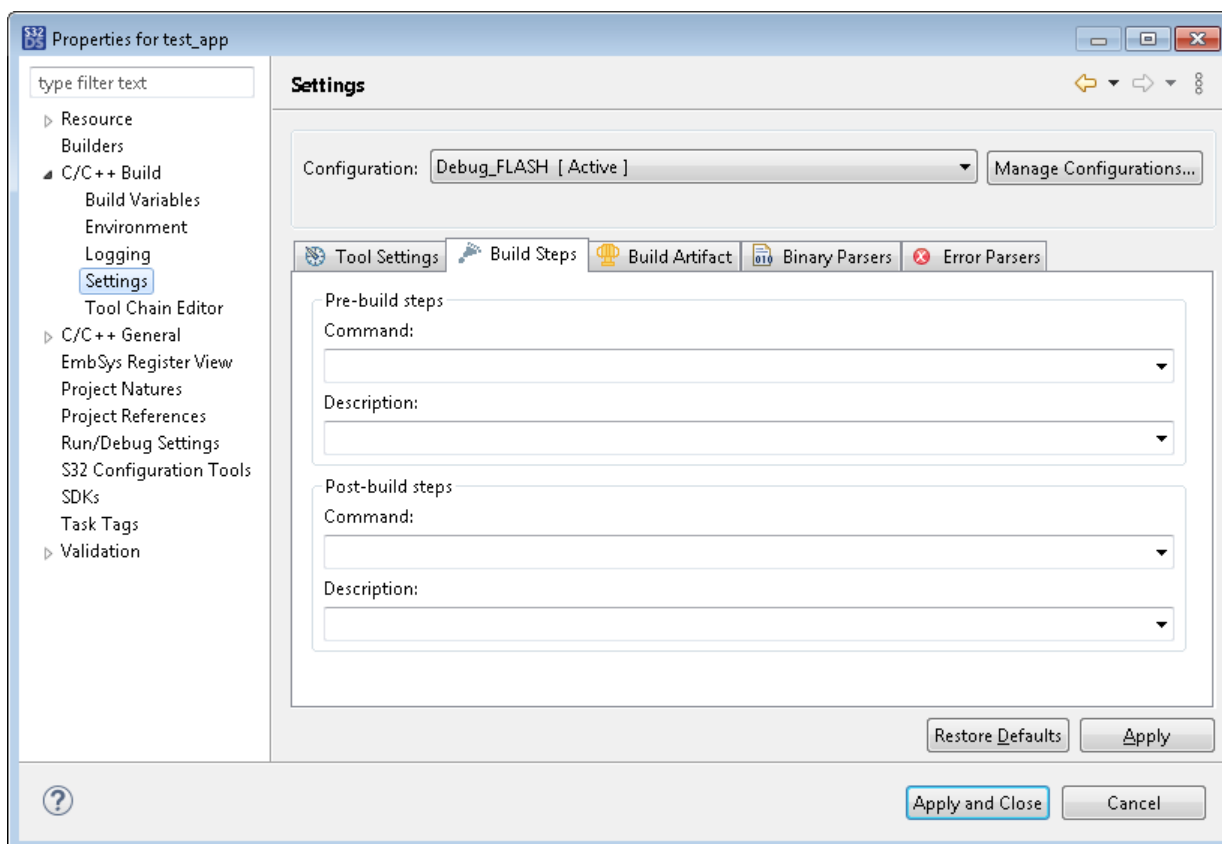 S32 DS Properties for test_app
type filter text
Settings
Resource
Builders
C/C++ Build
Build Variables
Environment
Logging
Settings
Tool Chain Editor
C/C++ General
EmbSys Register View
Project Natures
Project References
Run/Debug Settings
S32 Configuration Tools
SDKs
Task Tags
Validation
Configuration: Debug_FLASH [ Active ] Manage Configurations...
Tool Settings Build Steps Build Artifact 010 Binary Parsers Error Parsers
Pre-build steps
Command:
Description:
Post-build steps
Command:
Description:
Restore Defaults Apply
? Apply and Close Cancel